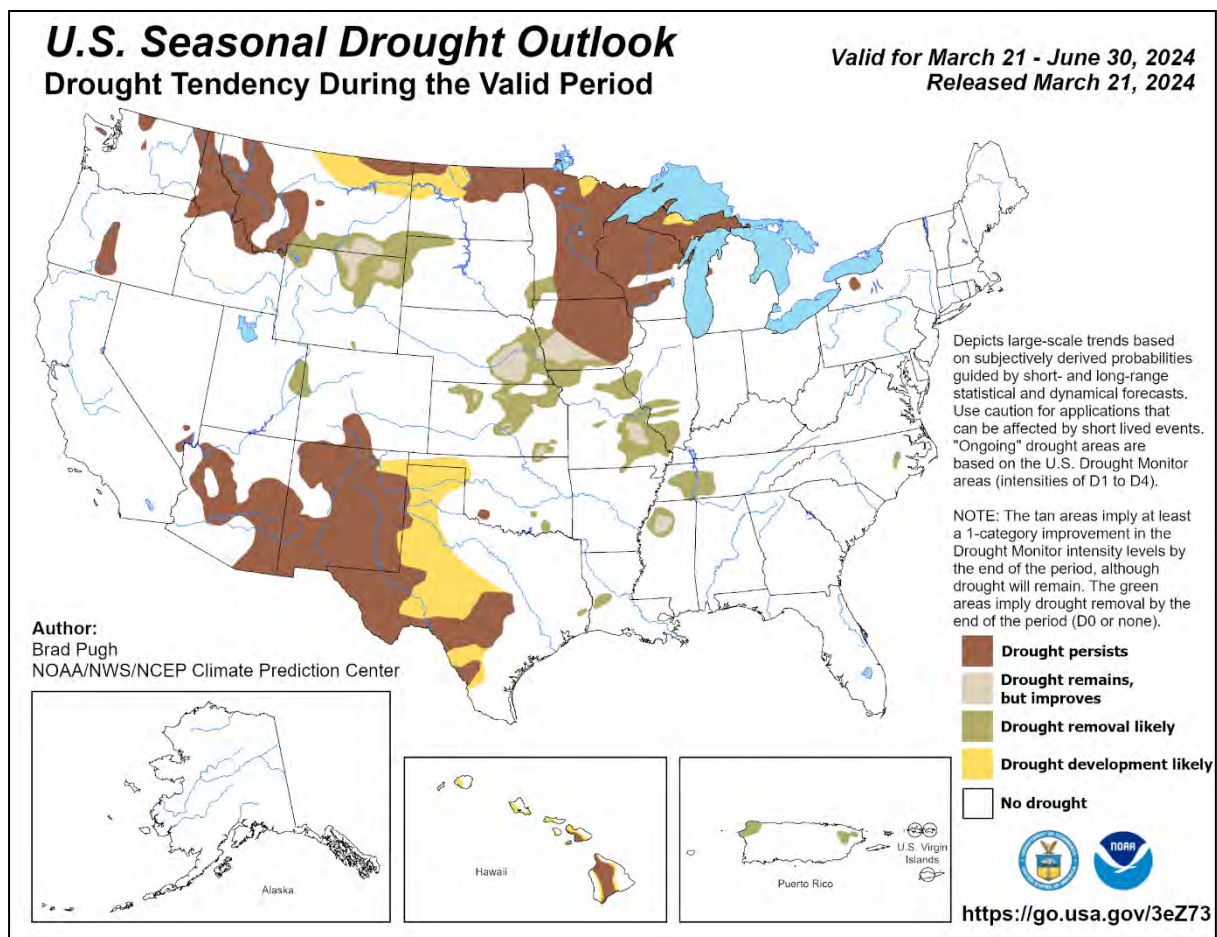 U.S. Seasonal Drought Outlook
Drought Tendency During the Valid Period
Valid for March 21 - June 30, 2024
Released March 21, 2024
Depicts large-scale trends based
on subjectively derived probabilities
guided by short- and long-range
statistical and dynamical forecasts.
Use caution for applications that
can be affected by short lived events.
"Ongoing" drought areas are
based on the U.S. Drought Monitor
areas (intensities of D1 to D4).
NOTE: The tan areas imply at least
a 1-category improvement in the
Drought Monitor intensity levels by
the end of the period, although
drought will remain. The green
areas imply drought removal by the
end of the period (D0 or none).
Author:
Brad Pugh
NOAA/NWS/NCEP Climate Prediction Center
Drought persists
Drought remains,
but improves
Drought removal likely
Drought development likely
No drought
Alaska
Hawaii
Puerto Rico
U.S. Virgin
Islands
NOAA
https://go.usa.gov/3eZ73